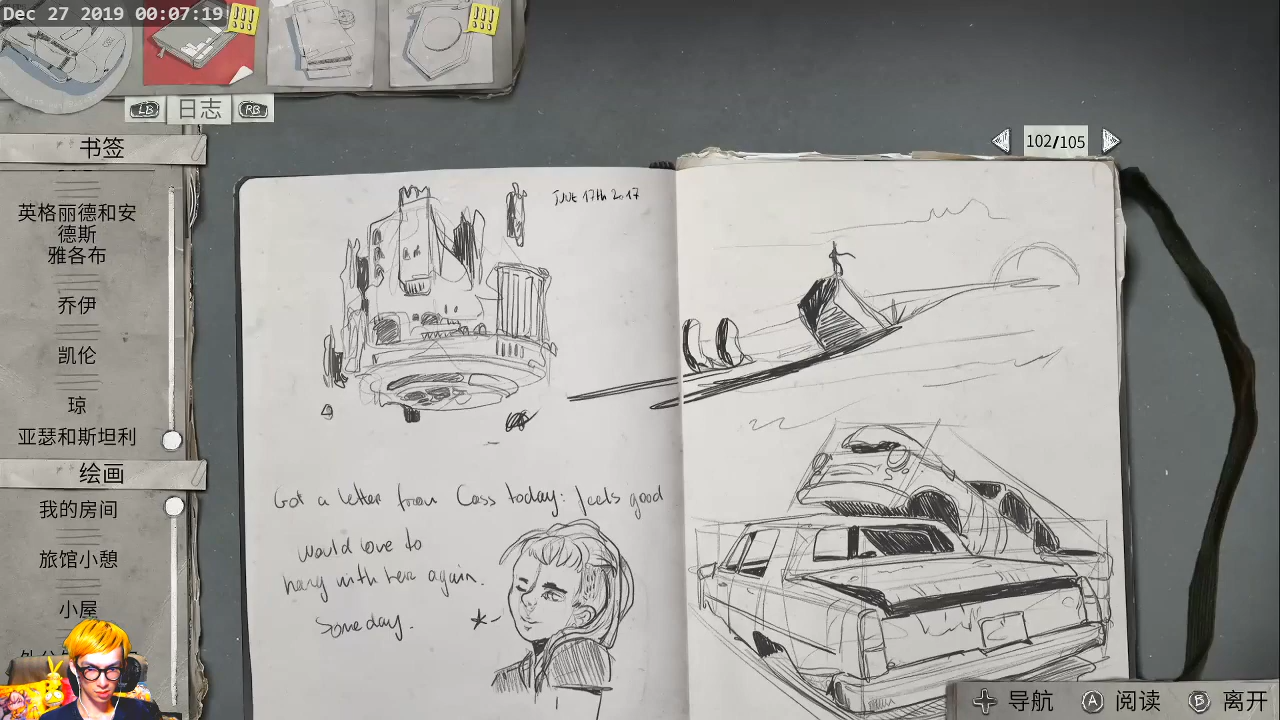 Dec 27 2019 00:07:19
LB 日志 RB
书签
英格丽德和安
德斯
雅各布
乔伊
凯伦
琼
亚瑟和斯坦利
绘画
我的房间
旅馆小憩
小屋
102/105
JUNE 17th 2017
Got a letter from Cass today: feels good
would love to
hang with her again.
Someday.
导航 A 阅读 B 离开